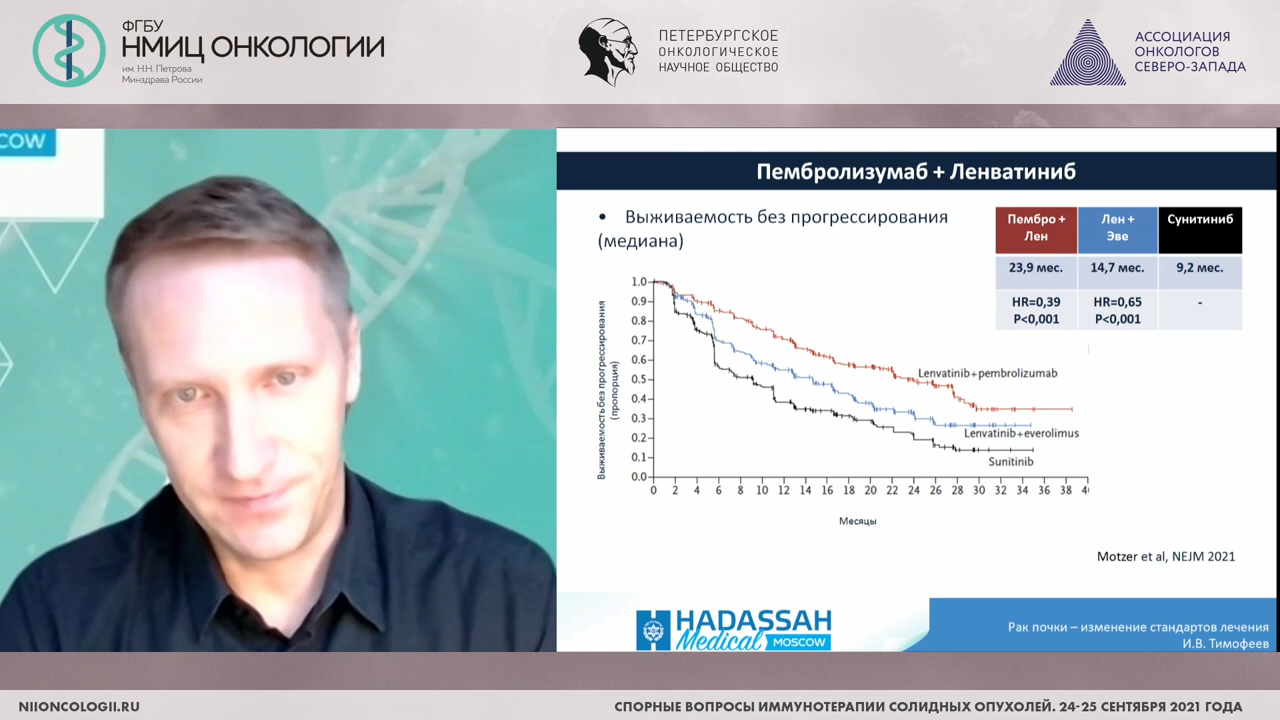 ФГБУ
НМИЦ ОНКОЛОГИИ
им. Н.Н. Петрова
Минздрава России
ПЕТЕРБУРГСКОЕ
ОНКОЛОГИЧЕСКОЕ
НАУЧНОЕ ОБЩЕСТВО
АССОЦИАЦИЯ
ОНКОЛОГОВ
СЕВЕРО-ЗАПАДА
COW
Пембролизумаб + Ленватиниб
• Выживаемость без прогрессирования
(медиана)
Пембро + Лен
Лен + Эве
Сунитиниб
23,9 мес. 14,7 мес. 9,2 мес.
HR=0,39 HR=0,65 -
P<0,001 P<0,001
Выживаемость без прогрессирования
(пропорция)
1.0
0.9
0.8
0.7
0.6
0.5
0.4
0.3
0.2
0.1
0.0
Lenvatinib+pembrolizumab
Lenvatinib+everolimus
Sunitinib
0 2 4 6 8 10 12 14 16 18 20 22 24 26 28 30 32 34 36 38 4
Месяцы
Motzer et al, NEJM 2021
HADASSAH
Medical MOSCOW
Рак почки – изменение стандартов лечения
И.В. Тимофеев
NIIONCOLOGII.RU
СПОРНЫЕ ВОПРОСЫ ИММУНОТЕРАПИИ СОЛИДНЫХ ОПУХОЛЕЙ. 24-25 СЕНТЯБРЯ 2021 ГОДА